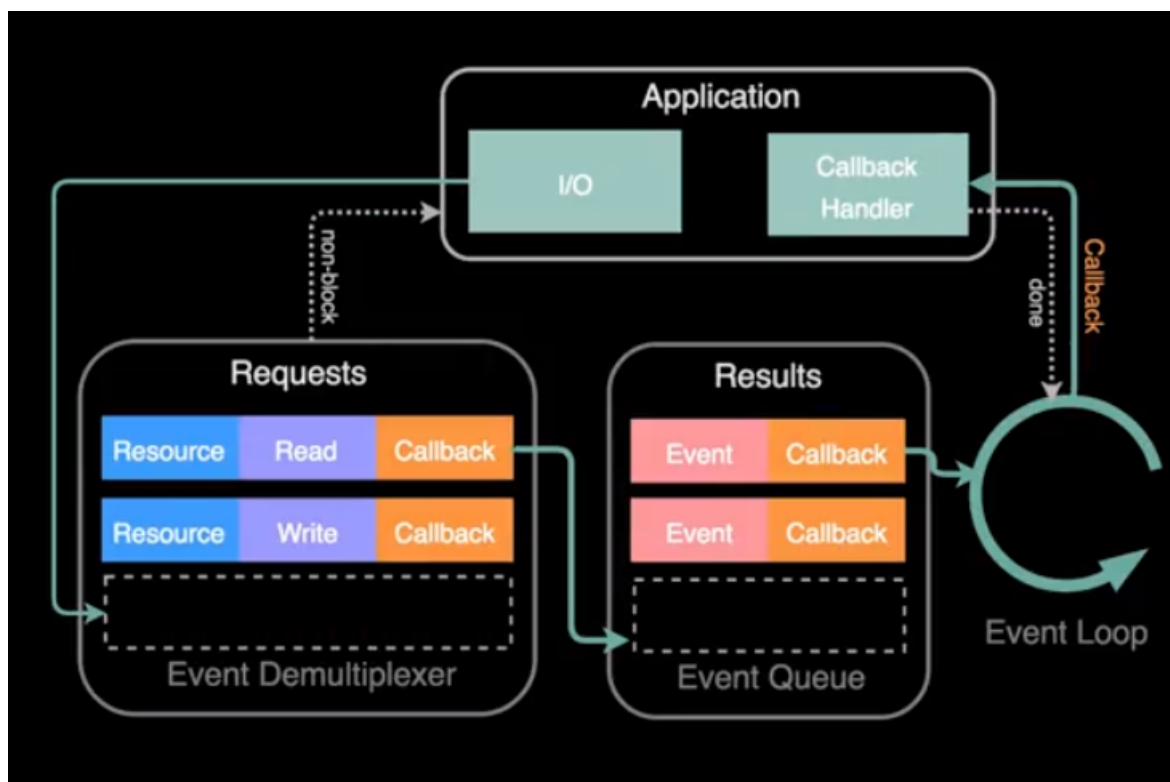 Application
I/O
Callback
Handler
non-block
done
Callback
Requests
Resource Read Callback
Resource Write Callback
Event Demultiplexer
Results
Event Callback
Event Callback
Event Queue
Event Loop